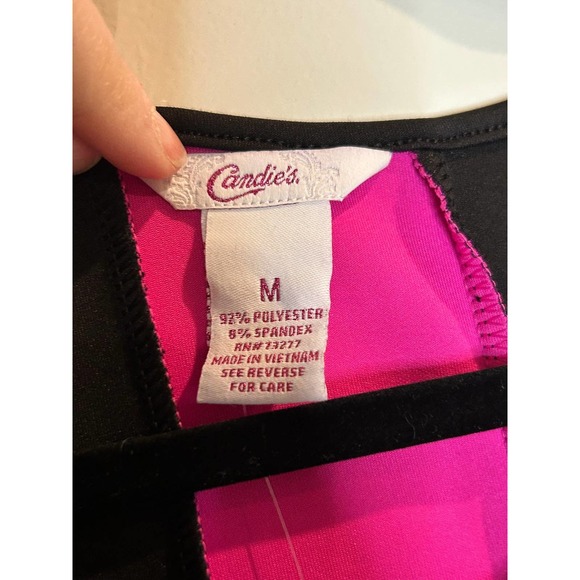 Candie's.
M
92% POLYESTER
8% SPANDEX
RN# 73277
MADE IN VIETNAM
SEE REVERSE
FOR CARE